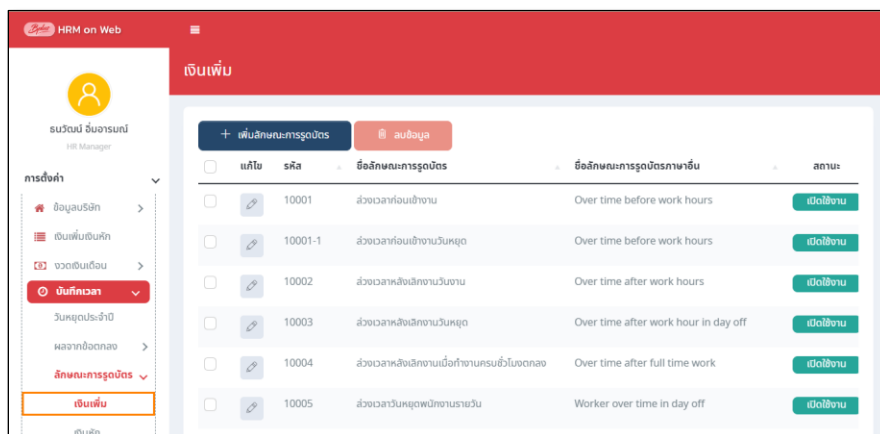 Bplus HRM on Web
เงินเพิ่ม
ธนวัฒน์ อิ่มอารมณ์
HR Manager
การตั้งค่า
ข้อมูลบริษัท
เงินเพิ่มเงินหัก
งวดเงินเดือน
บันทึกเวลา
วันหยุดประจำปี
ผลจากข้อตกลง
ลักษณะการรูดบัตร
เงินเพิ่ม
เงินหัก
+ เพิ่มลักษณะการรูดบัตร ลบข้อมูล
แก้ไข รหัส ชื่อลักษณะการรูดบัตร ชื่อลักษณะการรูดบัตรภาษาอื่น สถานะ
10001 ล่วงเวลาก่อนเข้างาน Over time before work hours เปิดใช้งาน
10001-1 ล่วงเวลาก่อนเข้างานวันหยุด Over time before work hours เปิดใช้งาน
10002 ล่วงเวลาหลังเลิกงานวันงาน Over time after work hours เปิดใช้งาน
10003 ล่วงเวลาหลังเลิกงานวันหยุด Over time after work hour in day off เปิดใช้งาน
10004 ล่วงเวลาหลังเลิกงานเมื่อทำงานครบชั่วโมงตกลง Over time after full time work เปิดใช้งาน
10005 ล่วงเวลาวันหยุดพนักงานรายวัน Worker over time in day off เปิดใช้งาน